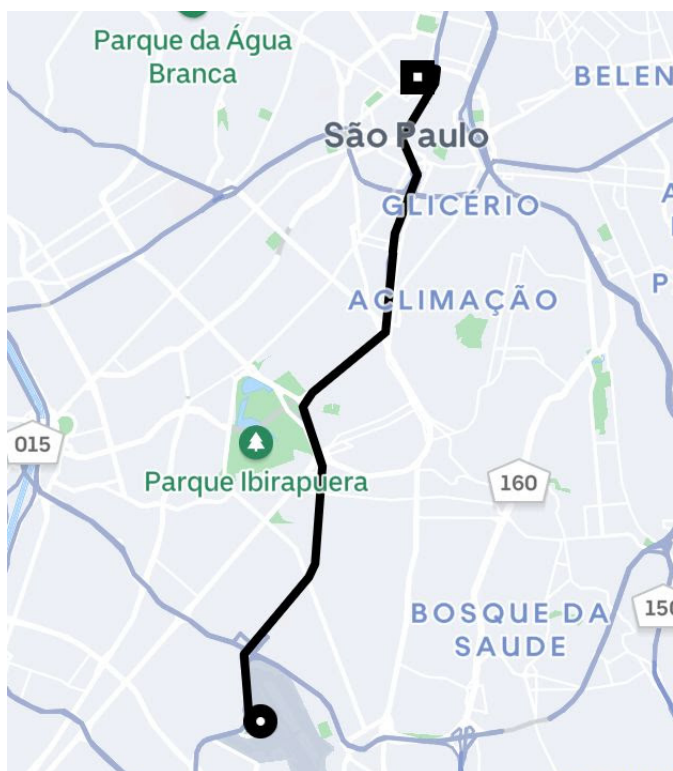 Parque da Água
Branca
BELEN
São Paulo
GLICÉRIO
A
ACLIMAÇÃO
P
015
Parque Ibirapuera
160
BOSQUE DA
SAUDE
150